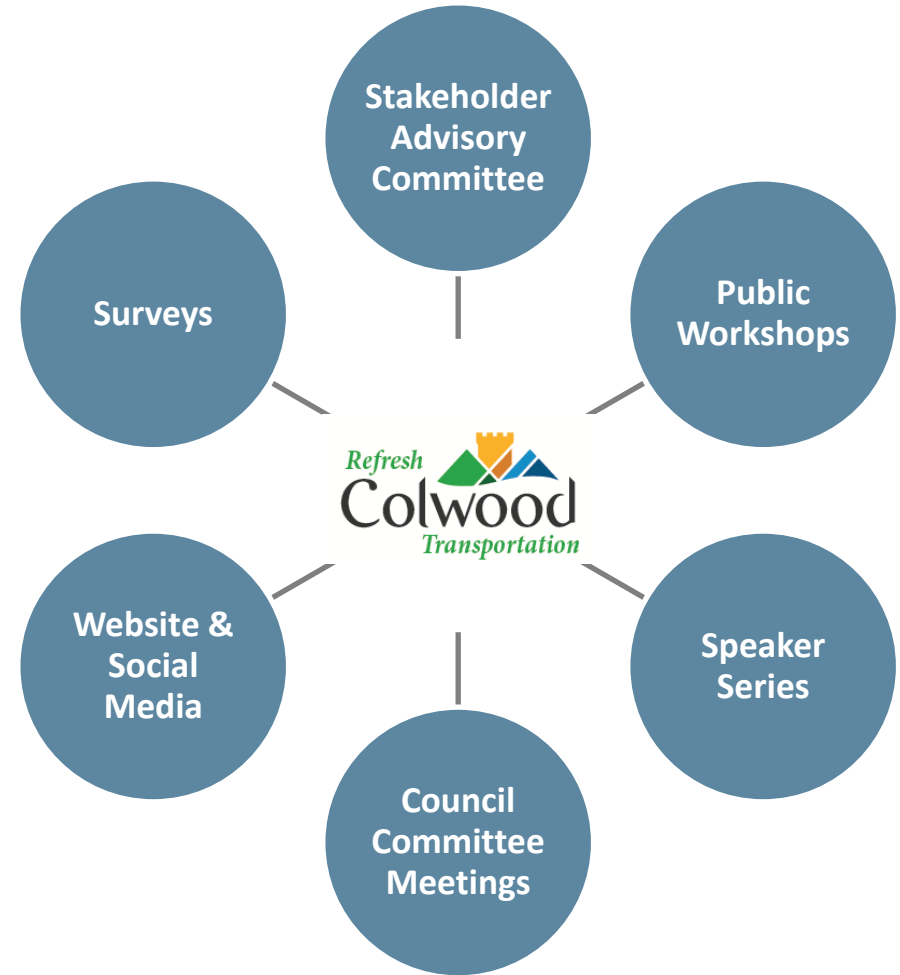 Stakeholder
Advisory
Committee
Surveys
Public
Workshops
Refresh
Colwood
Transportation
Website &
Social
Media
Speaker
Series
Council
Committee
Meetings